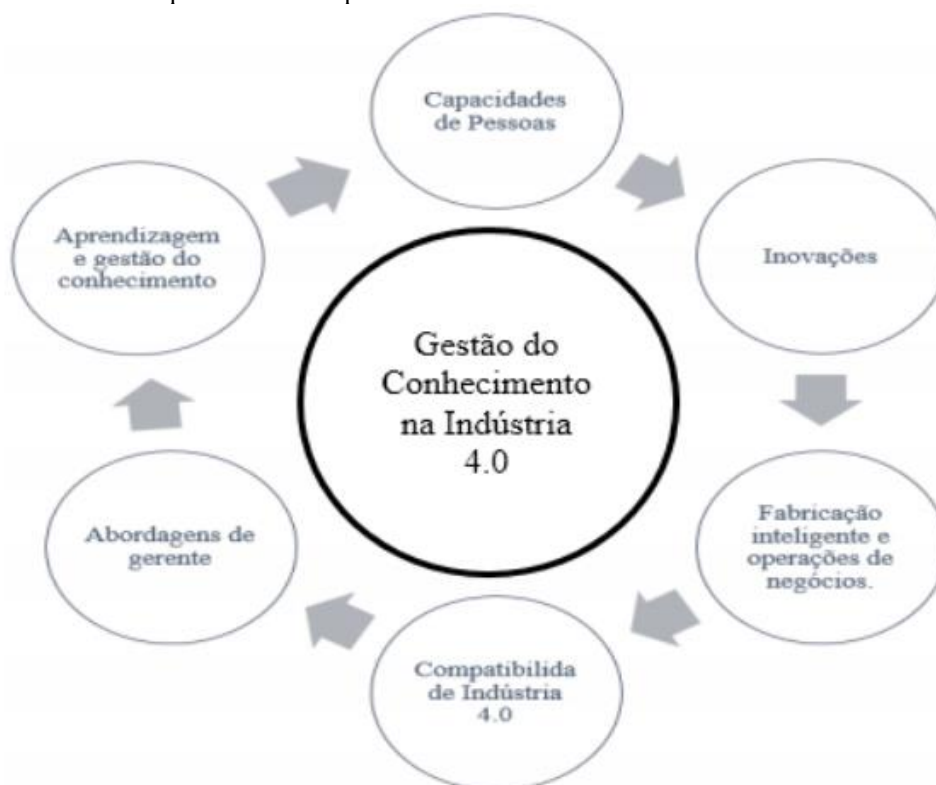 Capacidades
de Pessoas
Inovações
Fabricação
inteligente e
operações de
negócios.
Compatibilida
de Indústria
4.0
Abordagens de
gerente
Aprendizagem
e gestão do
conhecimento
Gestão do
Conhecimento
na Indústria
4.0